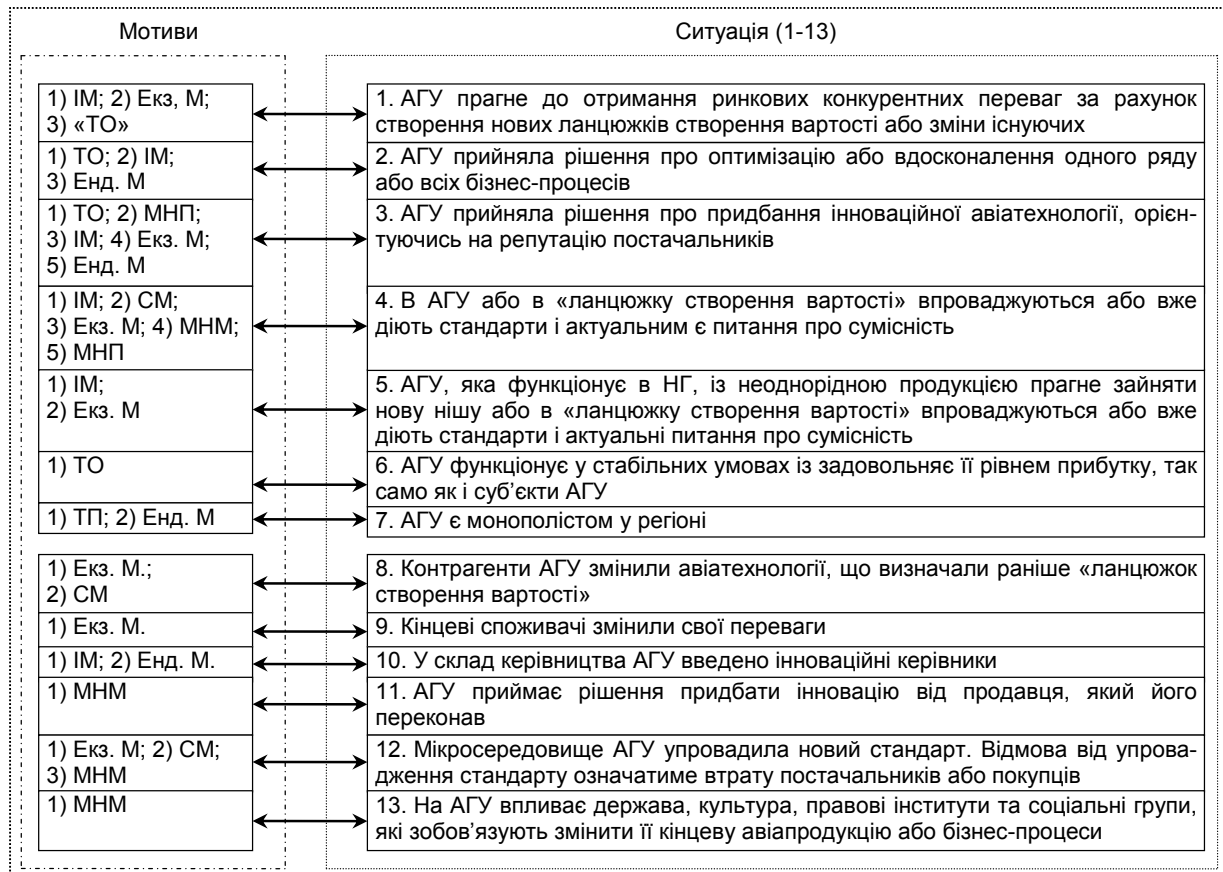 Мотиви
Ситуація (1-13)
1) ІМ; 2) Екз, М;
3) «ТО»
1. АГУ прагне до отримання ринкових конкурентних переваг за рахунок
створення нових ланцюжків створення вартості або зміни існуючих
1) ТО; 2) ІМ;
3) Енд. М
2. АГУ прийняла рішення про оптимізацію або вдосконалення одного ряду
або всіх бізнес-процесів
1) ТО; 2) МНП;
3) ІМ; 4) Екз. М;
5) Енд. М
3. АГУ прийняла рішення про придбання інноваційної авіатехнології, орієн-
туючись на репутацію постачальників
1) ІМ; 2) СМ;
3) Екз. М; 4) МНМ;
5) МНП
4. В АГУ або в «ланцюжку створення вартості» впроваджуються або вже
діють стандарти і актуальним є питання про сумісність
1) ІМ;
2) Екз. М
5. АГУ, яка функціонує в НГ, із неоднорідною продукцією прагне зайняти
нову нішу або в «ланцюжку створення вартості» впроваджуються або вже
діють стандарти і актуальні питання про сумісність
1) ТО
6. АГУ функціонує у стабільних умовах із задовольняє її рівнем прибутку, так
само як і суб’єкти АГУ
1) ТП; 2) Енд. М
7. АГУ є монополістом у регіоні
1) Екз. М.;
2) СМ
8. Контрагенти АГУ змінили авіатехнології, що визначали раніше «ланцюжок
створення вартості»
1) Екз. М.
9. Кінцеві споживачі змінили свої переваги
1) ІМ; 2) Енд. М.
10. У склад керівництва АГУ введено інноваційні керівники
1) МНМ
11. АГУ приймає рішення придбати інновацію від продавця, який його
переконав
1) Екз. М; 2) СМ;
3) МНМ
12. Мікросередовище АГУ упровадила новий стандарт. Відмова від упрова-
дження стандарту означатиме втрату постачальників або покупців
1) МНМ
13. На АГУ впливає держава, культура, правові інститути та соціальні групи,
які зобов’язують змінити її кінцеву авіапродукцію або бізнес-процеси